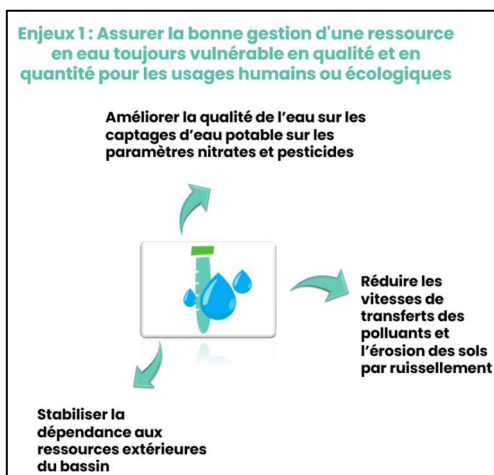 Enjeux 1 : Assurer la bonne gestion d'une ressource
en eau toujours vulnérable en qualité et en
quantité pour les usages humains ou écologiques
Améliorer la qualité de l'eau sur les
captages d'eau potable sur les
paramètres nitrates et pesticides
Réduire les
vitesses de
transferts des
polluants et
l'érosion des sols
par ruissellement
Stabiliser la
dépendance aux
ressources extérieures
du bassin